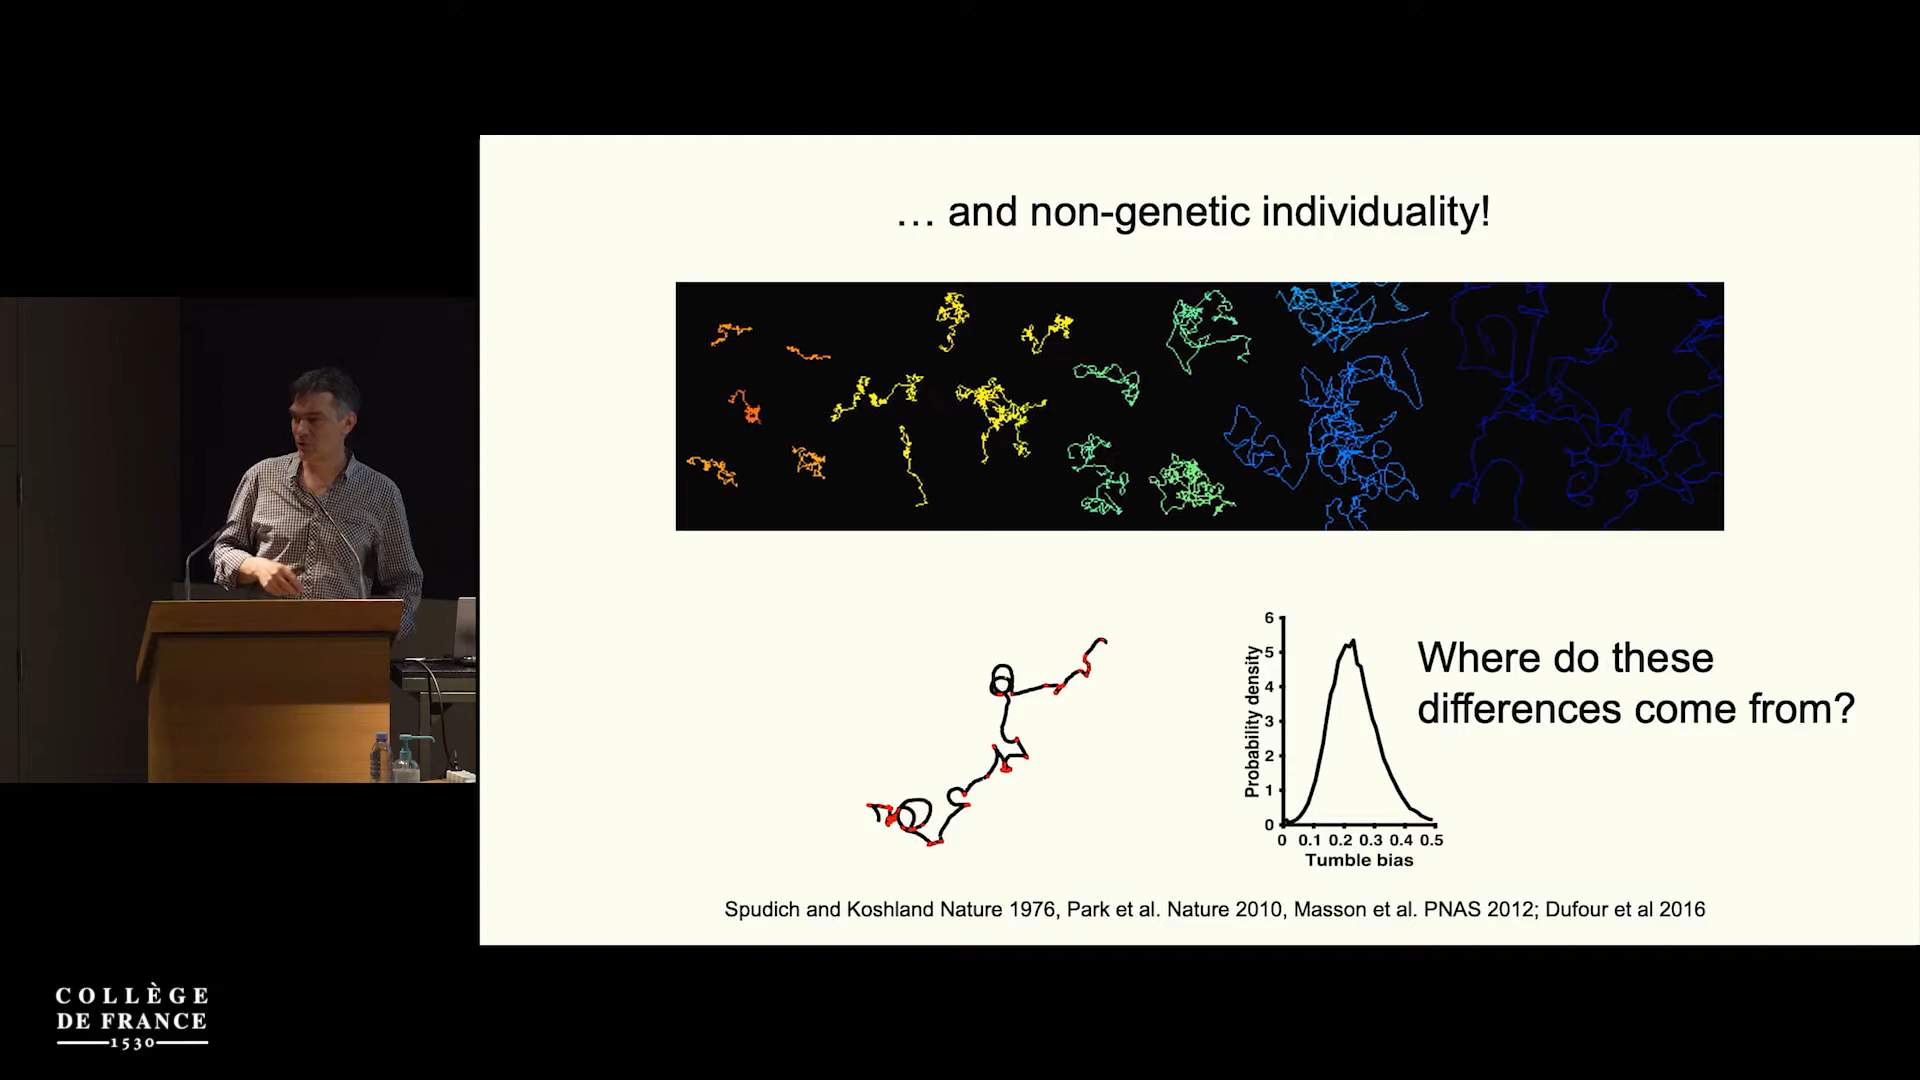 … and non-genetic individuality!
Where do these
differences come from?
Probability density
6
5
4
3
2
1
0
0 0.1 0.2 0.3 0.4 0.5
Tumble bias
Spudich and Koshland Nature 1976, Park et al. Nature 2010, Masson et al. PNAS 2012; Dufour et al 2016
COLLÈGE
DE FRANCE
1530